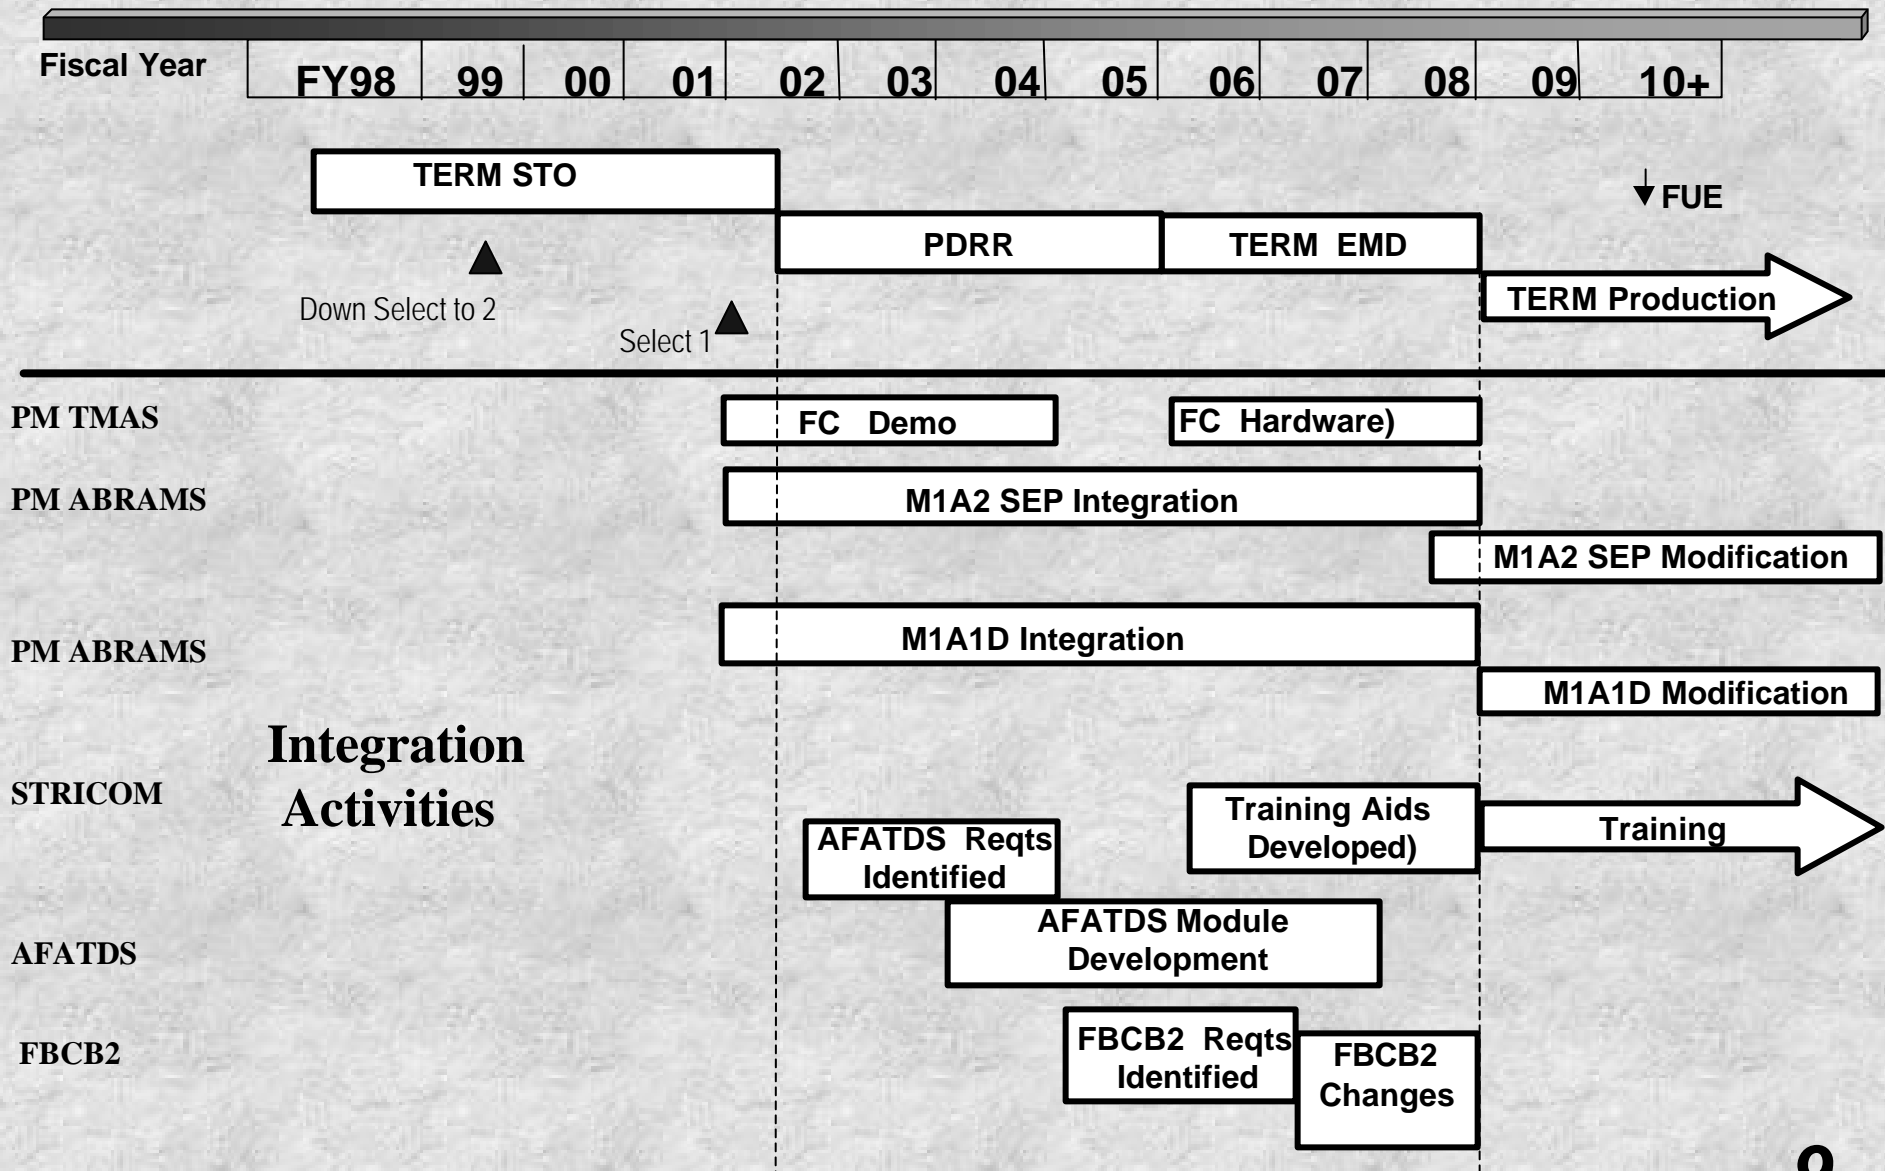 Fiscal Year
FY98 99 00 01 02 03 04 05 06 07 08 09 10+
TERM STO
FUE
PDRR
TERM EMD
Down Select to 2
TERM Production
Select 1
PM TMAS
FC Demo
FC Hardware)
PM ABRAMS
M1A2 SEP Integration
M1A2 SEP Modification
PM ABRAMS
M1A1D Integration
M1A1D Modification
Integration
Activities
STRICOM
Training Aids
Developed)
Training
AFATDS Reqts
Identified
AFATDS
AFATDS Module
Development
FBCB2
FBCB2 Reqts
Identified
FBCB2
Changes